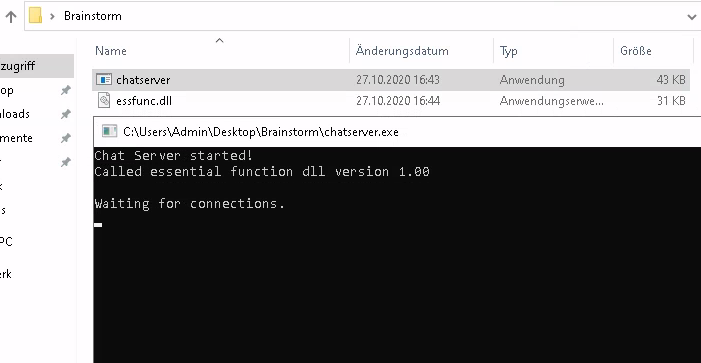 Brainstorm
Name Änderungsdatum Typ Größe
zugriff
chatserver 27.10.2020 16:43 Anwendung 43 KB
op essfunc.dll 27.10.2020 16:44 Anwendungserwe... 31 KB
nloads
C:\Users\Admin\Desktop\Brainstorm\chatserver.exe
mente
Chat Server started!
Called essential function dll version 1.00
s
Waiting for connections.
PC
erk